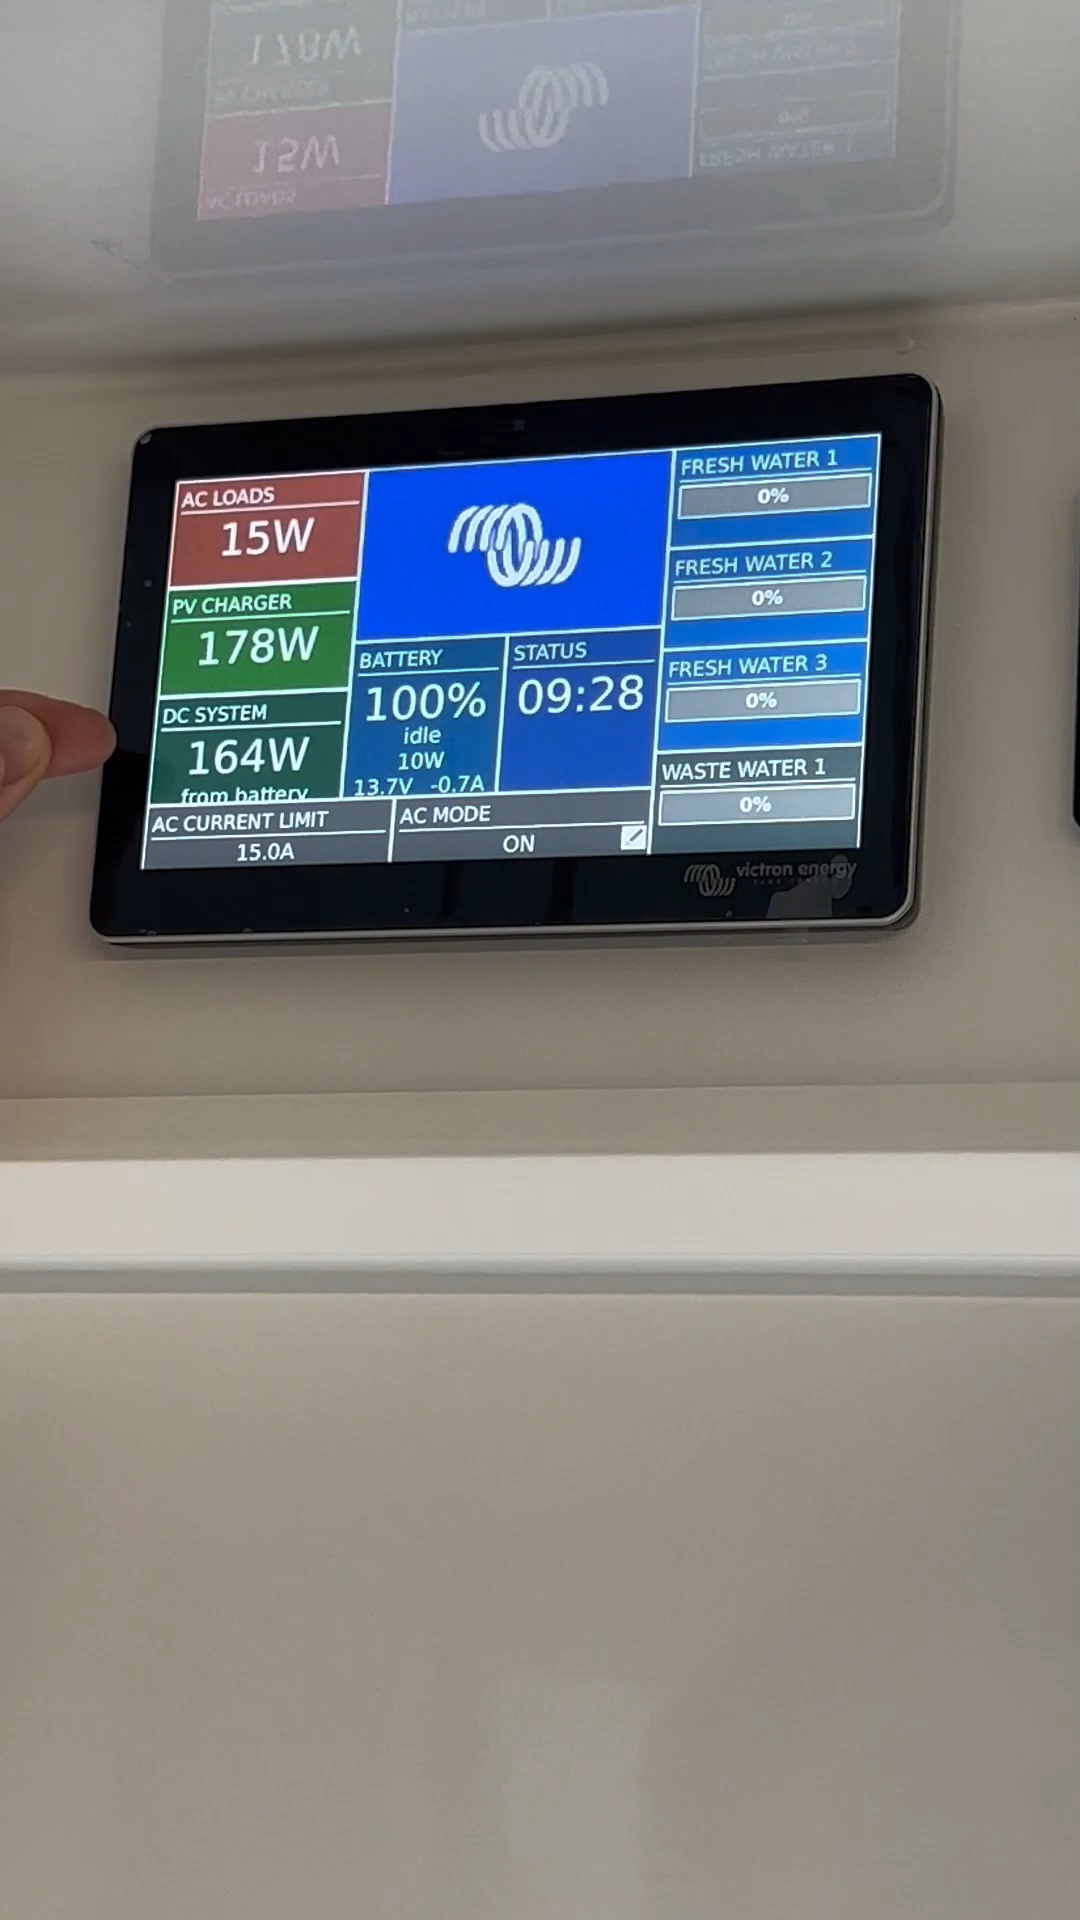 AC LOADS
15W
PV CHARGER
178W
DC SYSTEM
164W
from battery
BATTERY
100%
idle
10W
13.7V -0.7A
STATUS
09:28
AC CURRENT LIMIT
15.0A
AC MODE
ON
FRESH WATER 1
0%
FRESH WATER 2
0%
FRESH WATER 3
0%
WASTE WATER 1
0%
victron energy